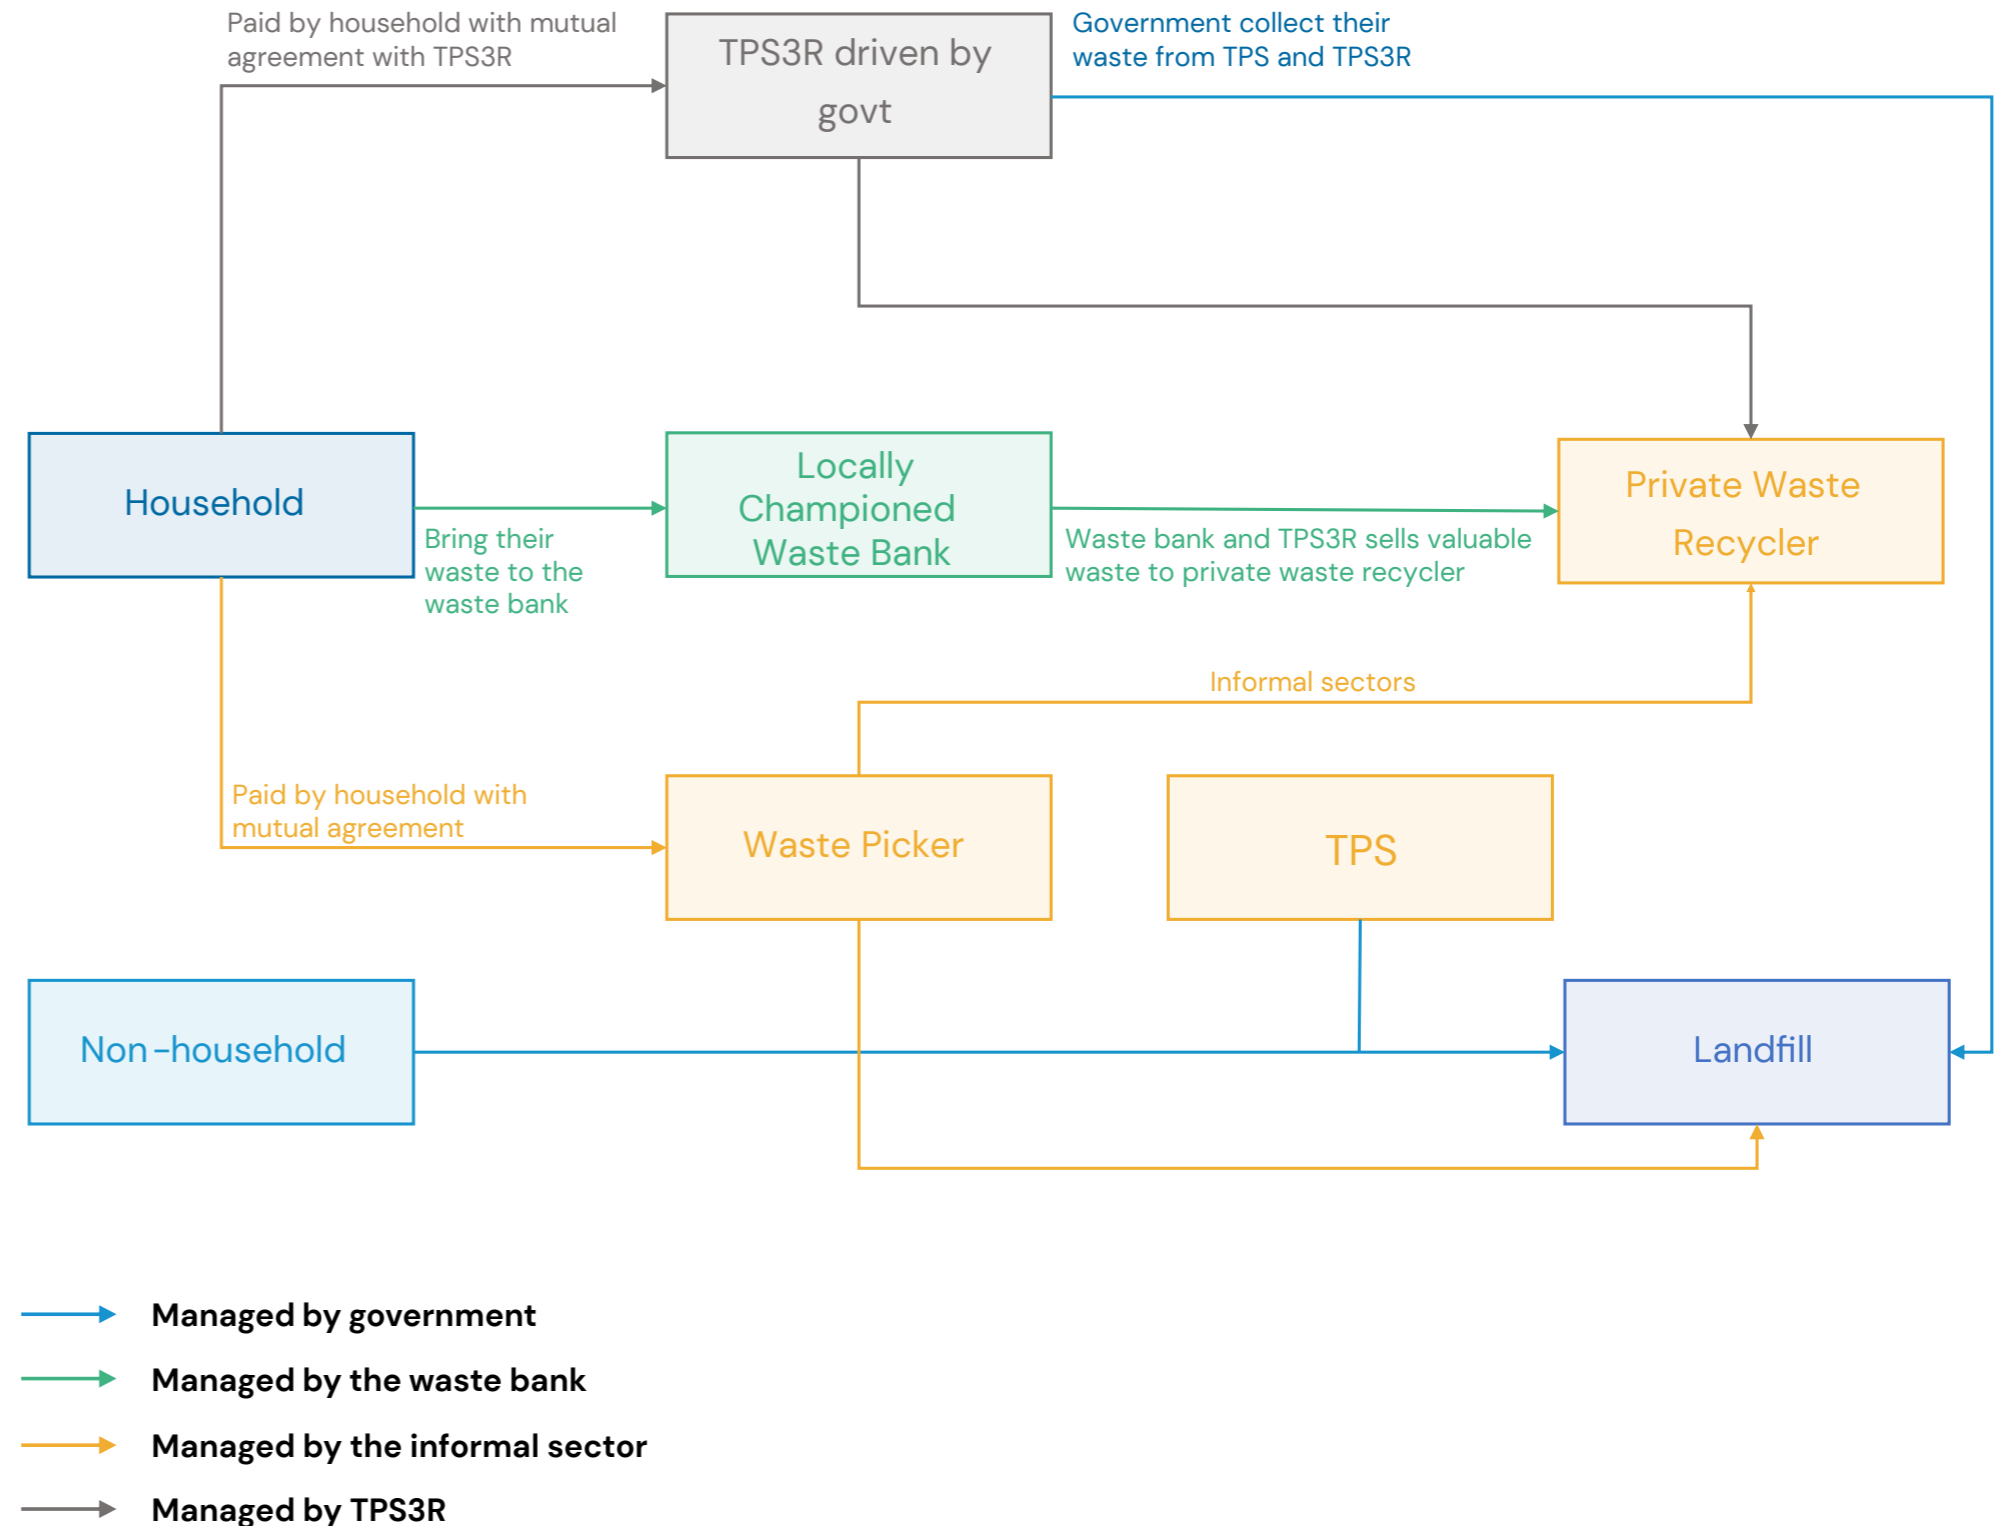 Paid by household with mutual
agreement with TPS3R
TPS3R driven by
govt
Government collect their
waste from TPS and TPS3R
Household
Bring their
waste to the
waste bank
Locally
Championed
Waste Bank
Waste bank and TPS3R sells valuable
waste to private waste recycler
Private Waste
Recycler
Informal sectors
Paid by household with
mutual agreement
Waste Picker
TPS
Non-household
Landfill
Managed by government
Managed by the waste bank
Managed by the informal sector
Managed by TPS3R